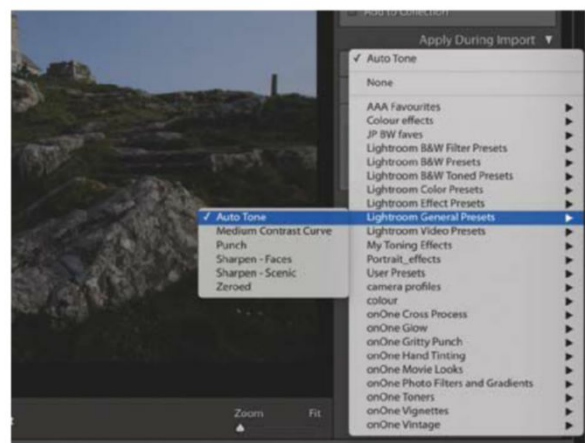 Add to Collection
Apply During Import ▼
✓ Auto Tone
None
AAA Favourites
Colour effects
JP BW faves
Lightroom B&W Filter Presets
Lightroom B&W Presets
Lightroom B&W Toned Presets
Lightroom Color Presets
Lightroom Effect Presets
Lightroom General Presets
Lightroom Video Presets
My Toning Effects
Portrait_effects
User Presets
camera profiles
colour
onOne Cross Process
onOne Glow
onOne Gritty Punch
onOne Hand Tinting
onOne Movie Looks
onOne Photo Filters and Gradients
onOne Toners
onOne Vignettes
onOne Vintage
✓ Auto Tone
Medium Contrast Curve
Punch
Sharpen - Faces
Sharpen - Scenic
Zeroed
Zoom Fit